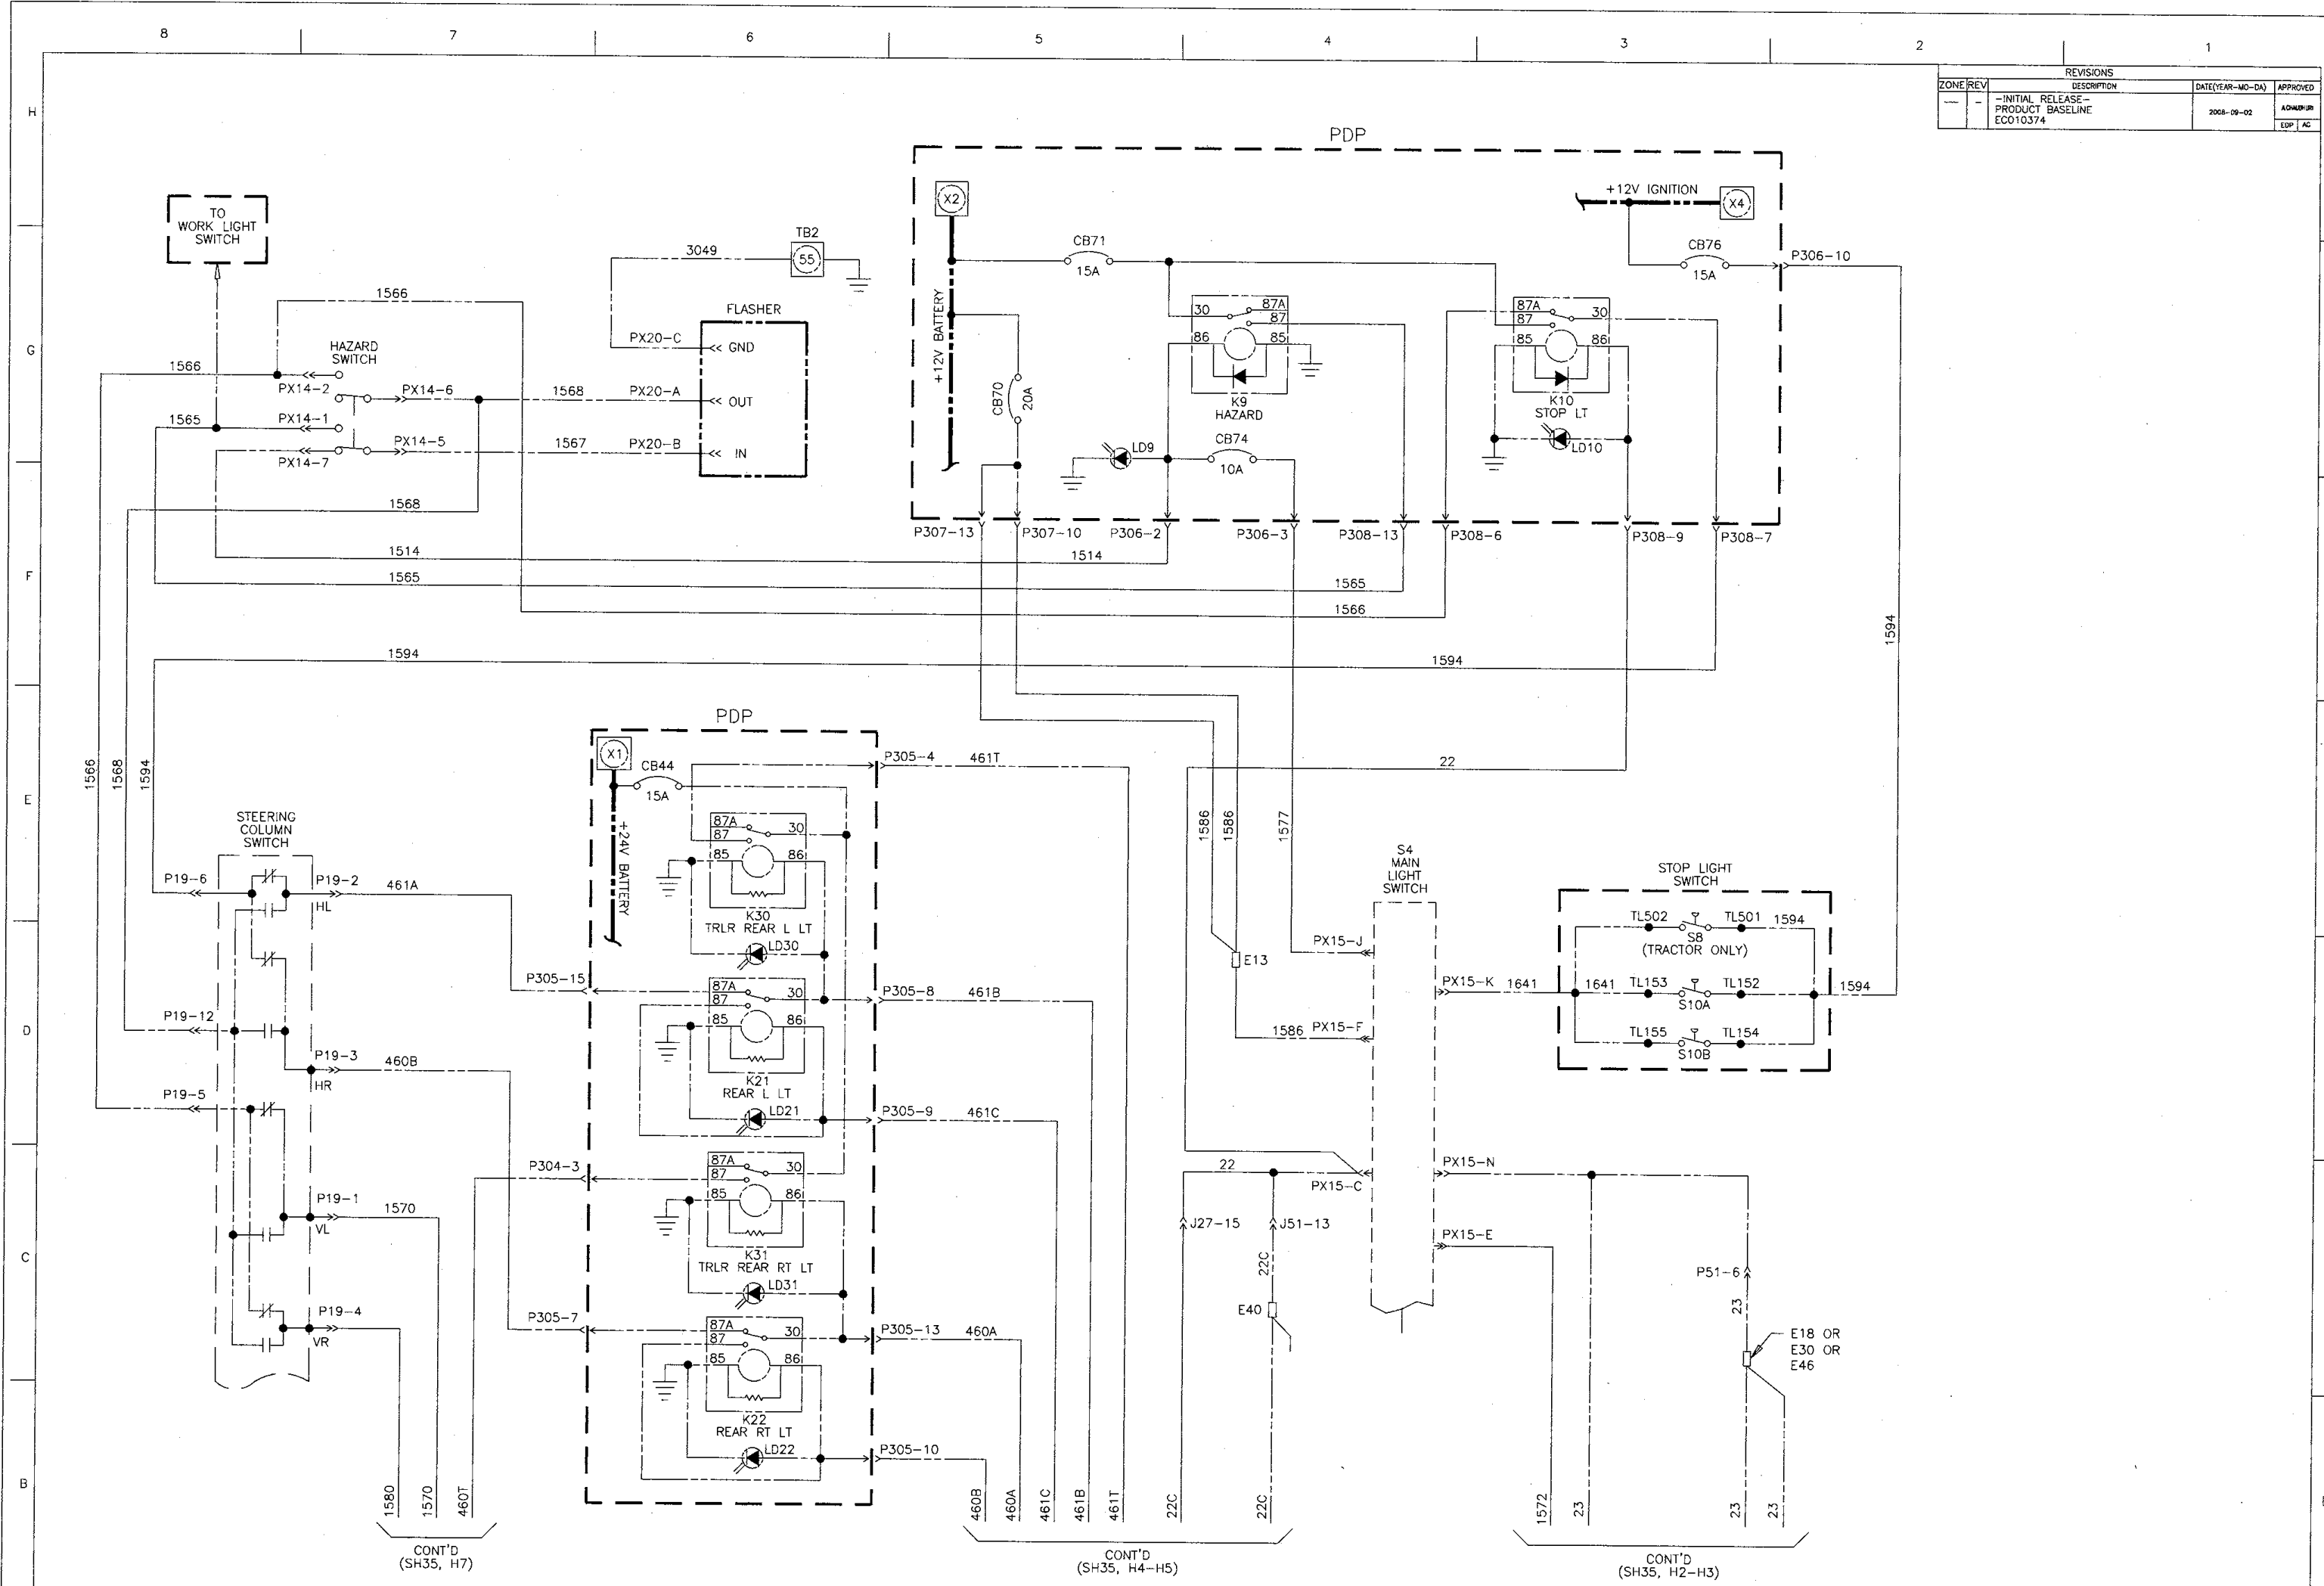 8 7 6 5 4 3 2 1
REVISIONS
ZONE REV DESCRIPTION DATE(YEAR-MO-DA) APPROVED
— - -INITIAL RELEASE-
PRODUCT BASELINE
ECO10374
2008-09-02
EDP AC
H
G
F
E
D
C
B
TO
WORK LIGHT
SWITCH
HAZARD
SWITCH
1566
1566
PX14-2
PX14-6
1565
PX14-1
PX14-5
PX14-7
1568
1567
1568
1514
1565
1594
3049
TB2
55
FLASHER
PX20-C
GND
PX20-A
OUT
PX20-B
IN
PDP
X2
+12V BATTERY
CB71
15A
CB70
20A
30
87A
87
86
85
K9
HAZARD
LD9
CB74
10A
+12V IGNITION
X4
CB76
15A
P306-10
87A
87
30
85
86
K10
STOP LT
LD10
P307-13
P307-10
P306-2
P306-3
P308-13
P308-6
P308-9
P308-7
1514
1565
1566
1594
1594
22
1566
1568
1594
STEERING
COLUMN
SWITCH
P19-6
P19-2
461A
HL
P19-12
P19-3
460B
HR
P19-5
P19-1
1570
VL
P19-4
VR
1580
1570
460T
CONT'D
(SH35, H7)
PDP
X1
CB44
15A
+24V BATTERY
P305-4
461T
87A
87
30
85
86
K30
TRLR REAR L LT
LD30
P305-15
P305-8
461B
87A
87
30
85
86
K21
REAR L LT
LD21
P305-9
461C
P304-3
87A
87
30
85
86
K31
TRLR REAR RT LT
LD31
P305-7
P305-13
460A
87A
87
30
85
86
K22
REAR RT LT
LD22
P305-10
460B
460A
461C
461B
461T
22C
22C
CONT'D
(SH35, H4-H5)
1586
1586
1577
E13
1586
PX15-J
PX15-F
S4
MAIN
LIGHT
SWITCH
PX15-K
1641
22
PX15-C
J27-15
J51-13
22C
E40
PX15-N
PX15-E
STOP LIGHT
SWITCH
TL502
TL501
1594
S8
(TRACTOR ONLY)
1641
TL153
TL152
S10A
1594
TL155
TL154
S10B
P51-6
23
E18 OR
E30 OR
E46
1572
23
23
23
CONT'D
(SH35, H2-H3)